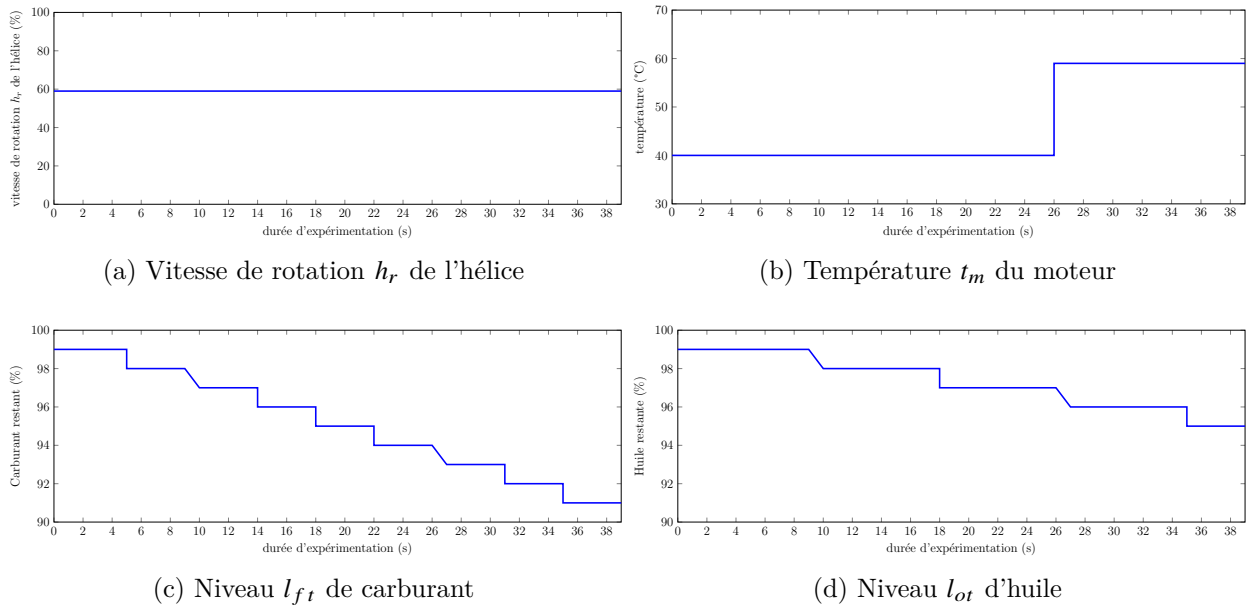 vitesse de rotation h_r de l'hélice (%)
100
80
60
40
20
0
0 2 4 6 8 10 12 14 16 18 20 22 24 26 28 30 32 34 36 38
durée d'expérimentation (s)
(a) Vitesse de rotation h_r de l'hélice
température (°C)
70
60
50
40
30
0 2 4 6 8 10 12 14 16 18 20 22 24 26 28 30 32 34 36 38
durée d'expérimentation (s)
(b) Température t_m du moteur
Carburant restant (%)
100
98
96
94
92
90
0 2 4 6 8 10 12 14 16 18 20 22 24 26 28 30 32 34 36 38
durée d'expérimentation (s)
(c) Niveau l_{ft} de carburant
Huile restante (%)
100
98
96
94
92
90
0 2 4 6 8 10 12 14 16 18 20 22 24 26 28 30 32 34 36 38
durée d'expérimentation (s)
(d) Niveau l_{ot} d'huile